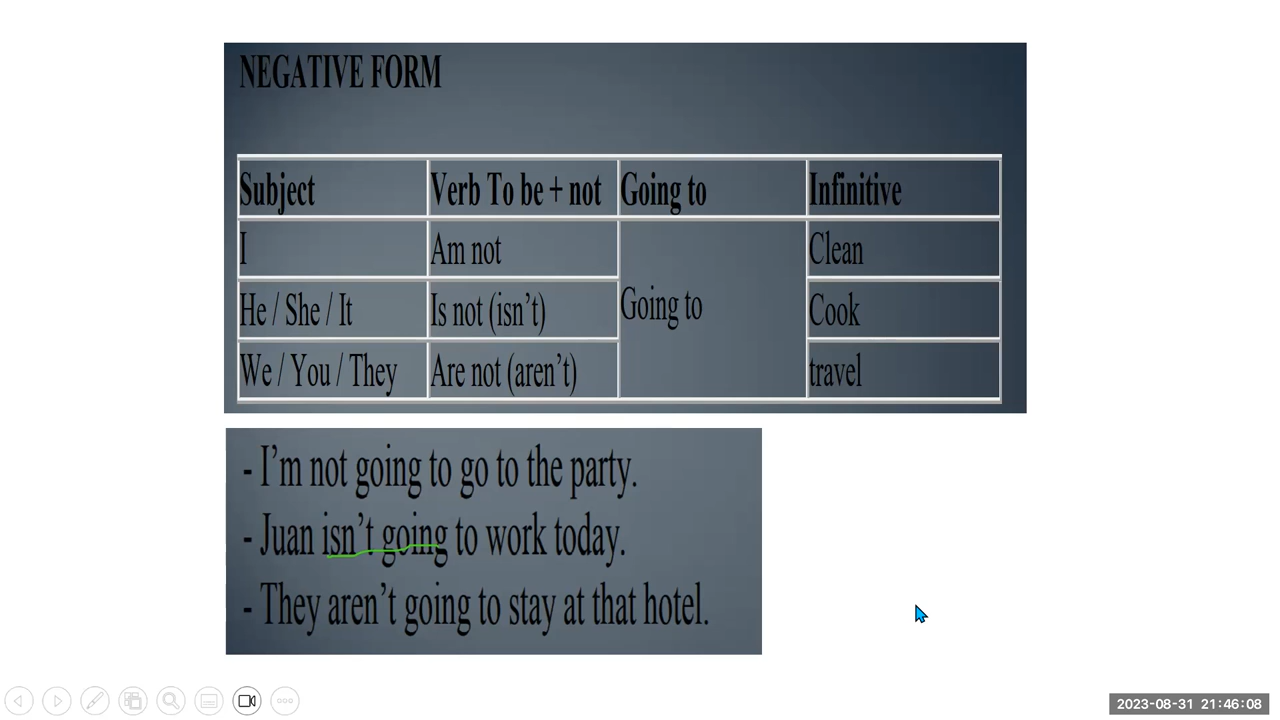 NEGATIVE FORM
Subject Verb To be + not Going to Infinitive
I Am not Clean
He / She / It Is not (isn’t) Going to Cook
We / You / They Are not (aren’t) travel
- I’m not going to go to the party.
- Juan isn’t going to work today.
- They aren’t going to stay at that hotel.
2023-08-31 21:46:08